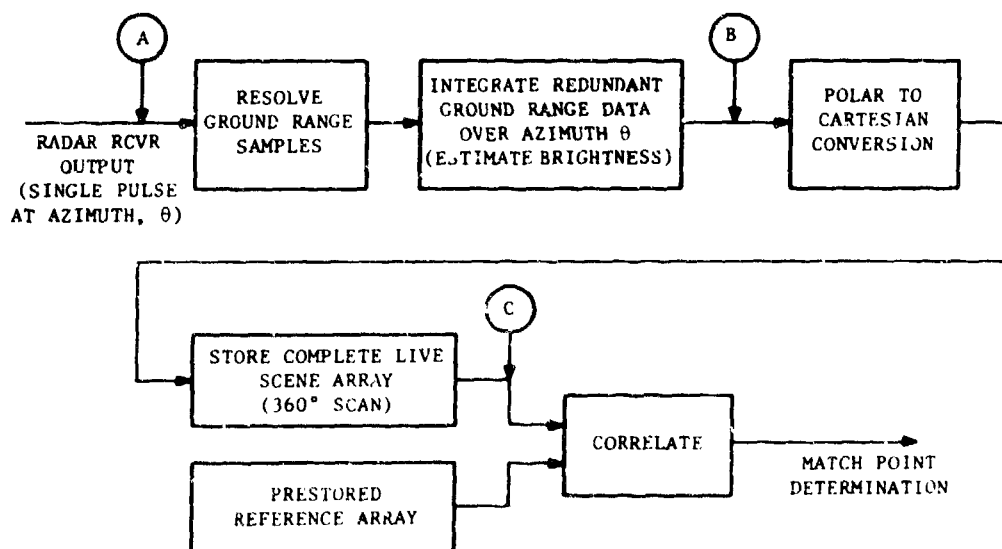 A
B
RESOLVE
GROUND RANGE
SAMPLES
INTEGRATE REDUNDANT
GROUND RANGE DATA
OVER AZIMUTH θ
(ESTIMATE BRIGHTNESS)
POLAR TO
CARTESIAN
CONVERSION
RADAR RCVR
OUTPUT
(SINGLE PULSE
AT AZIMUTH, θ)
C
STORE COMPLETE LIVE
SCENE ARRAY
(360° SCAN)
CORRELATE
MATCH POINT
DETERMINATION
PRESTORED
REFERENCE ARRAY